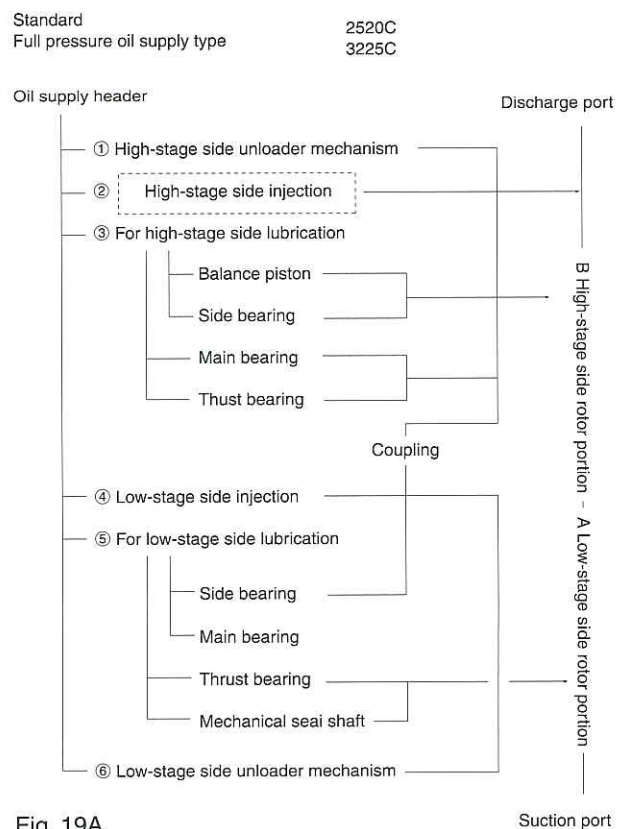 Standard
Full pressure oil supply type
2520C
3225C
Oil supply header
Discharge port
① High-stage side unloader mechanism
② High-stage side injection
③ For high-stage side lubrication
Balance piston
Side bearing
Main bearing
Thust bearing
Coupling
④ Low-stage side injection
⑤ For low-stage side lubrication
Side bearing
Main bearing
Thrust bearing
Mechanical seai shaft
⑥ Low-stage side unloader mechanism
B High-stage side rotor portion – A Low-stage side rotor portion
Suction port
Fig. 19A